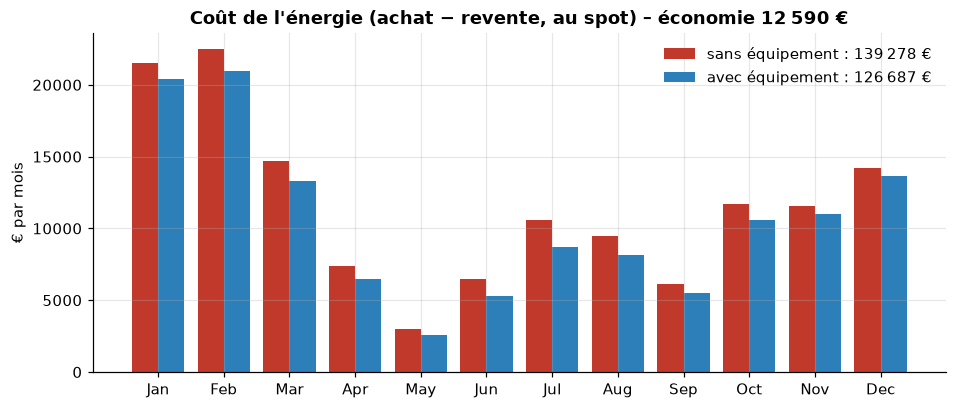 Coût de l'énergie (achat − revente, au spot) – économie 12 590 €
sans équipement : 139 278 €
avec équipement : 126 687 €
€ par mois
20000
15000
10000
5000
0
Jan Feb Mar Apr May Jun Jul Aug Sep Oct Nov Dec